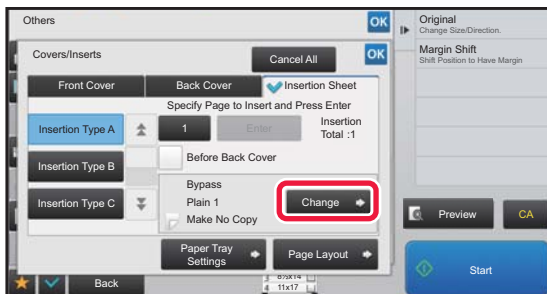 Others
OK
Original
Change Size/Direction.
Margin Shift
Shift Position to Have Margin
Covers/Inserts
Cancel All
OK
Front Cover
Back Cover
Insertion Sheet
Specify Page to Insert and Press Enter
Insertion Type A
1
Enter
Insertion
Total :1
Before Back Cover
Insertion Type B
Bypass
Plain 1
Make No Copy
Change
Insertion Type C
Preview
CA
Paper Tray
Settings
Page Layout
Start
Back
8½x14
4 11x17